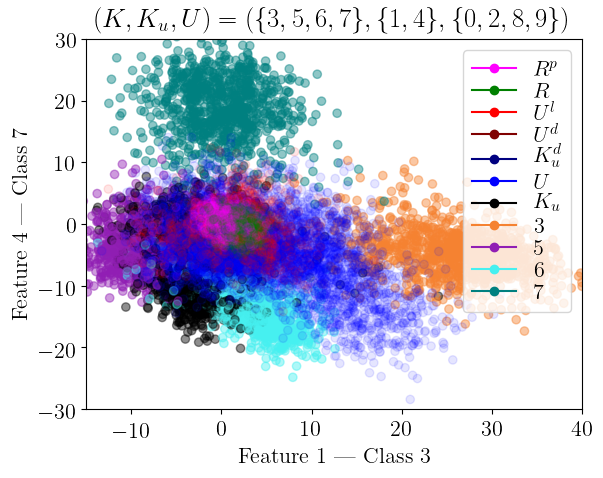 (K, K_u, U) = ({3, 5, 6, 7}, {1, 4}, {0, 2, 8, 9})
30
20
10
0
−10
−20
−30
Feature 4 — Class 7
R^p
R
U^l
U^d
K_u^d
U
K_u
3
5
6
7
−10
0
10
20
30
40
Feature 1 — Class 3